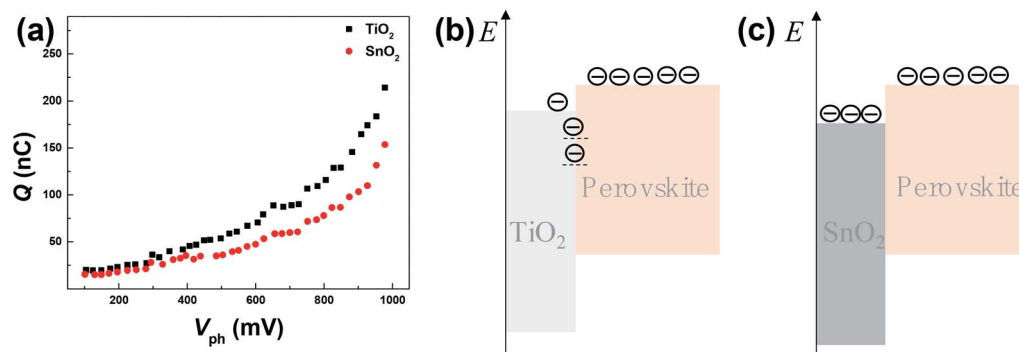 (a)
TiO₂
SnO₂
Q (nC)
250
200
150
100
50
200
400
600
800
1000
Vph (mV)
(b)
E
Perovskite
TiO₂
(c)
E
Perovskite
SnO₂